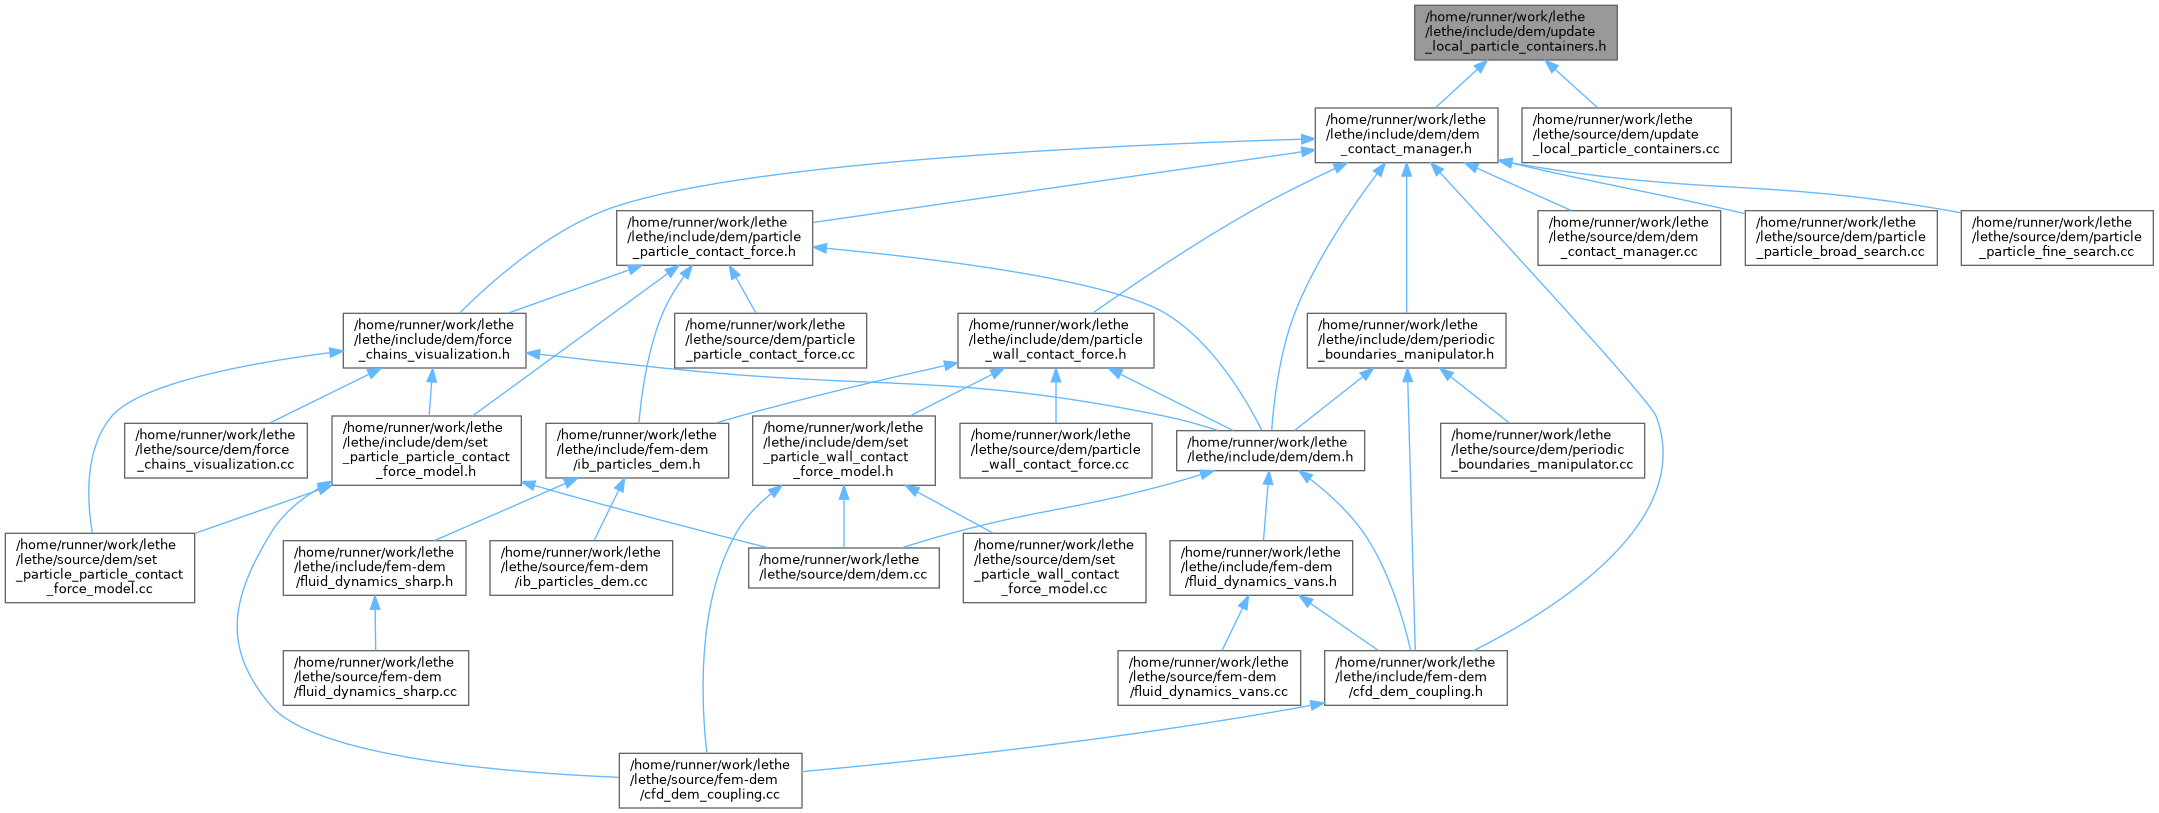 /home/runner/work/lethe
/lethe/include/dem/update
_local_particle_containers.h
/home/runner/work/lethe
/lethe/include/dem/dem
_contact_manager.h
/home/runner/work/lethe
/lethe/source/dem/update
_local_particle_containers.cc
/home/runner/work/lethe
/lethe/include/dem/particle
_particle_contact_force.h
/home/runner/work/lethe
/lethe/source/dem/dem
_contact_manager.cc
/home/runner/work/lethe
/lethe/source/dem/particle
_particle_broad_search.cc
/home/runner/work/lethe
/lethe/source/dem/particle
_particle_fine_search.cc
/home/runner/work/lethe
/lethe/include/dem/force
_chains_visualization.h
/home/runner/work/lethe
/lethe/source/dem/particle
_particle_contact_force.cc
/home/runner/work/lethe
/lethe/include/dem/particle
_wall_contact_force.h
/home/runner/work/lethe
/lethe/include/dem/periodic
_boundaries_manipulator.h
/home/runner/work/lethe
/lethe/source/dem/force
_chains_visualization.cc
/home/runner/work/lethe
/lethe/include/dem/set
_particle_particle_contact
_force_model.h
/home/runner/work/lethe
/lethe/include/fem-dem
/ib_particles_dem.h
/home/runner/work/lethe
/lethe/include/dem/set
_particle_wall_contact
_force_model.h
/home/runner/work/lethe
/lethe/source/dem/particle
_wall_contact_force.cc
/home/runner/work/lethe
/lethe/include/dem/dem.h
/home/runner/work/lethe
/lethe/source/dem/periodic
_boundaries_manipulator.cc
/home/runner/work/lethe
/lethe/source/dem/set
_particle_particle_contact
_force_model.cc
/home/runner/work/lethe
/lethe/include/fem-dem
/fluid_dynamics_sharp.h
/home/runner/work/lethe
/lethe/source/fem-dem
/ib_particles_dem.cc
/home/runner/work/lethe
/lethe/source/dem/dem.cc
/home/runner/work/lethe
/lethe/source/dem/set
_particle_wall_contact
_force_model.cc
/home/runner/work/lethe
/lethe/include/fem-dem
/fluid_dynamics_vans.h
/home/runner/work/lethe
/lethe/source/fem-dem
/fluid_dynamics_sharp.cc
/home/runner/work/lethe
/lethe/source/fem-dem
/fluid_dynamics_vans.cc
/home/runner/work/lethe
/lethe/include/fem-dem
/cfd_dem_coupling.h
/home/runner/work/lethe
/lethe/source/fem-dem
/cfd_dem_coupling.cc